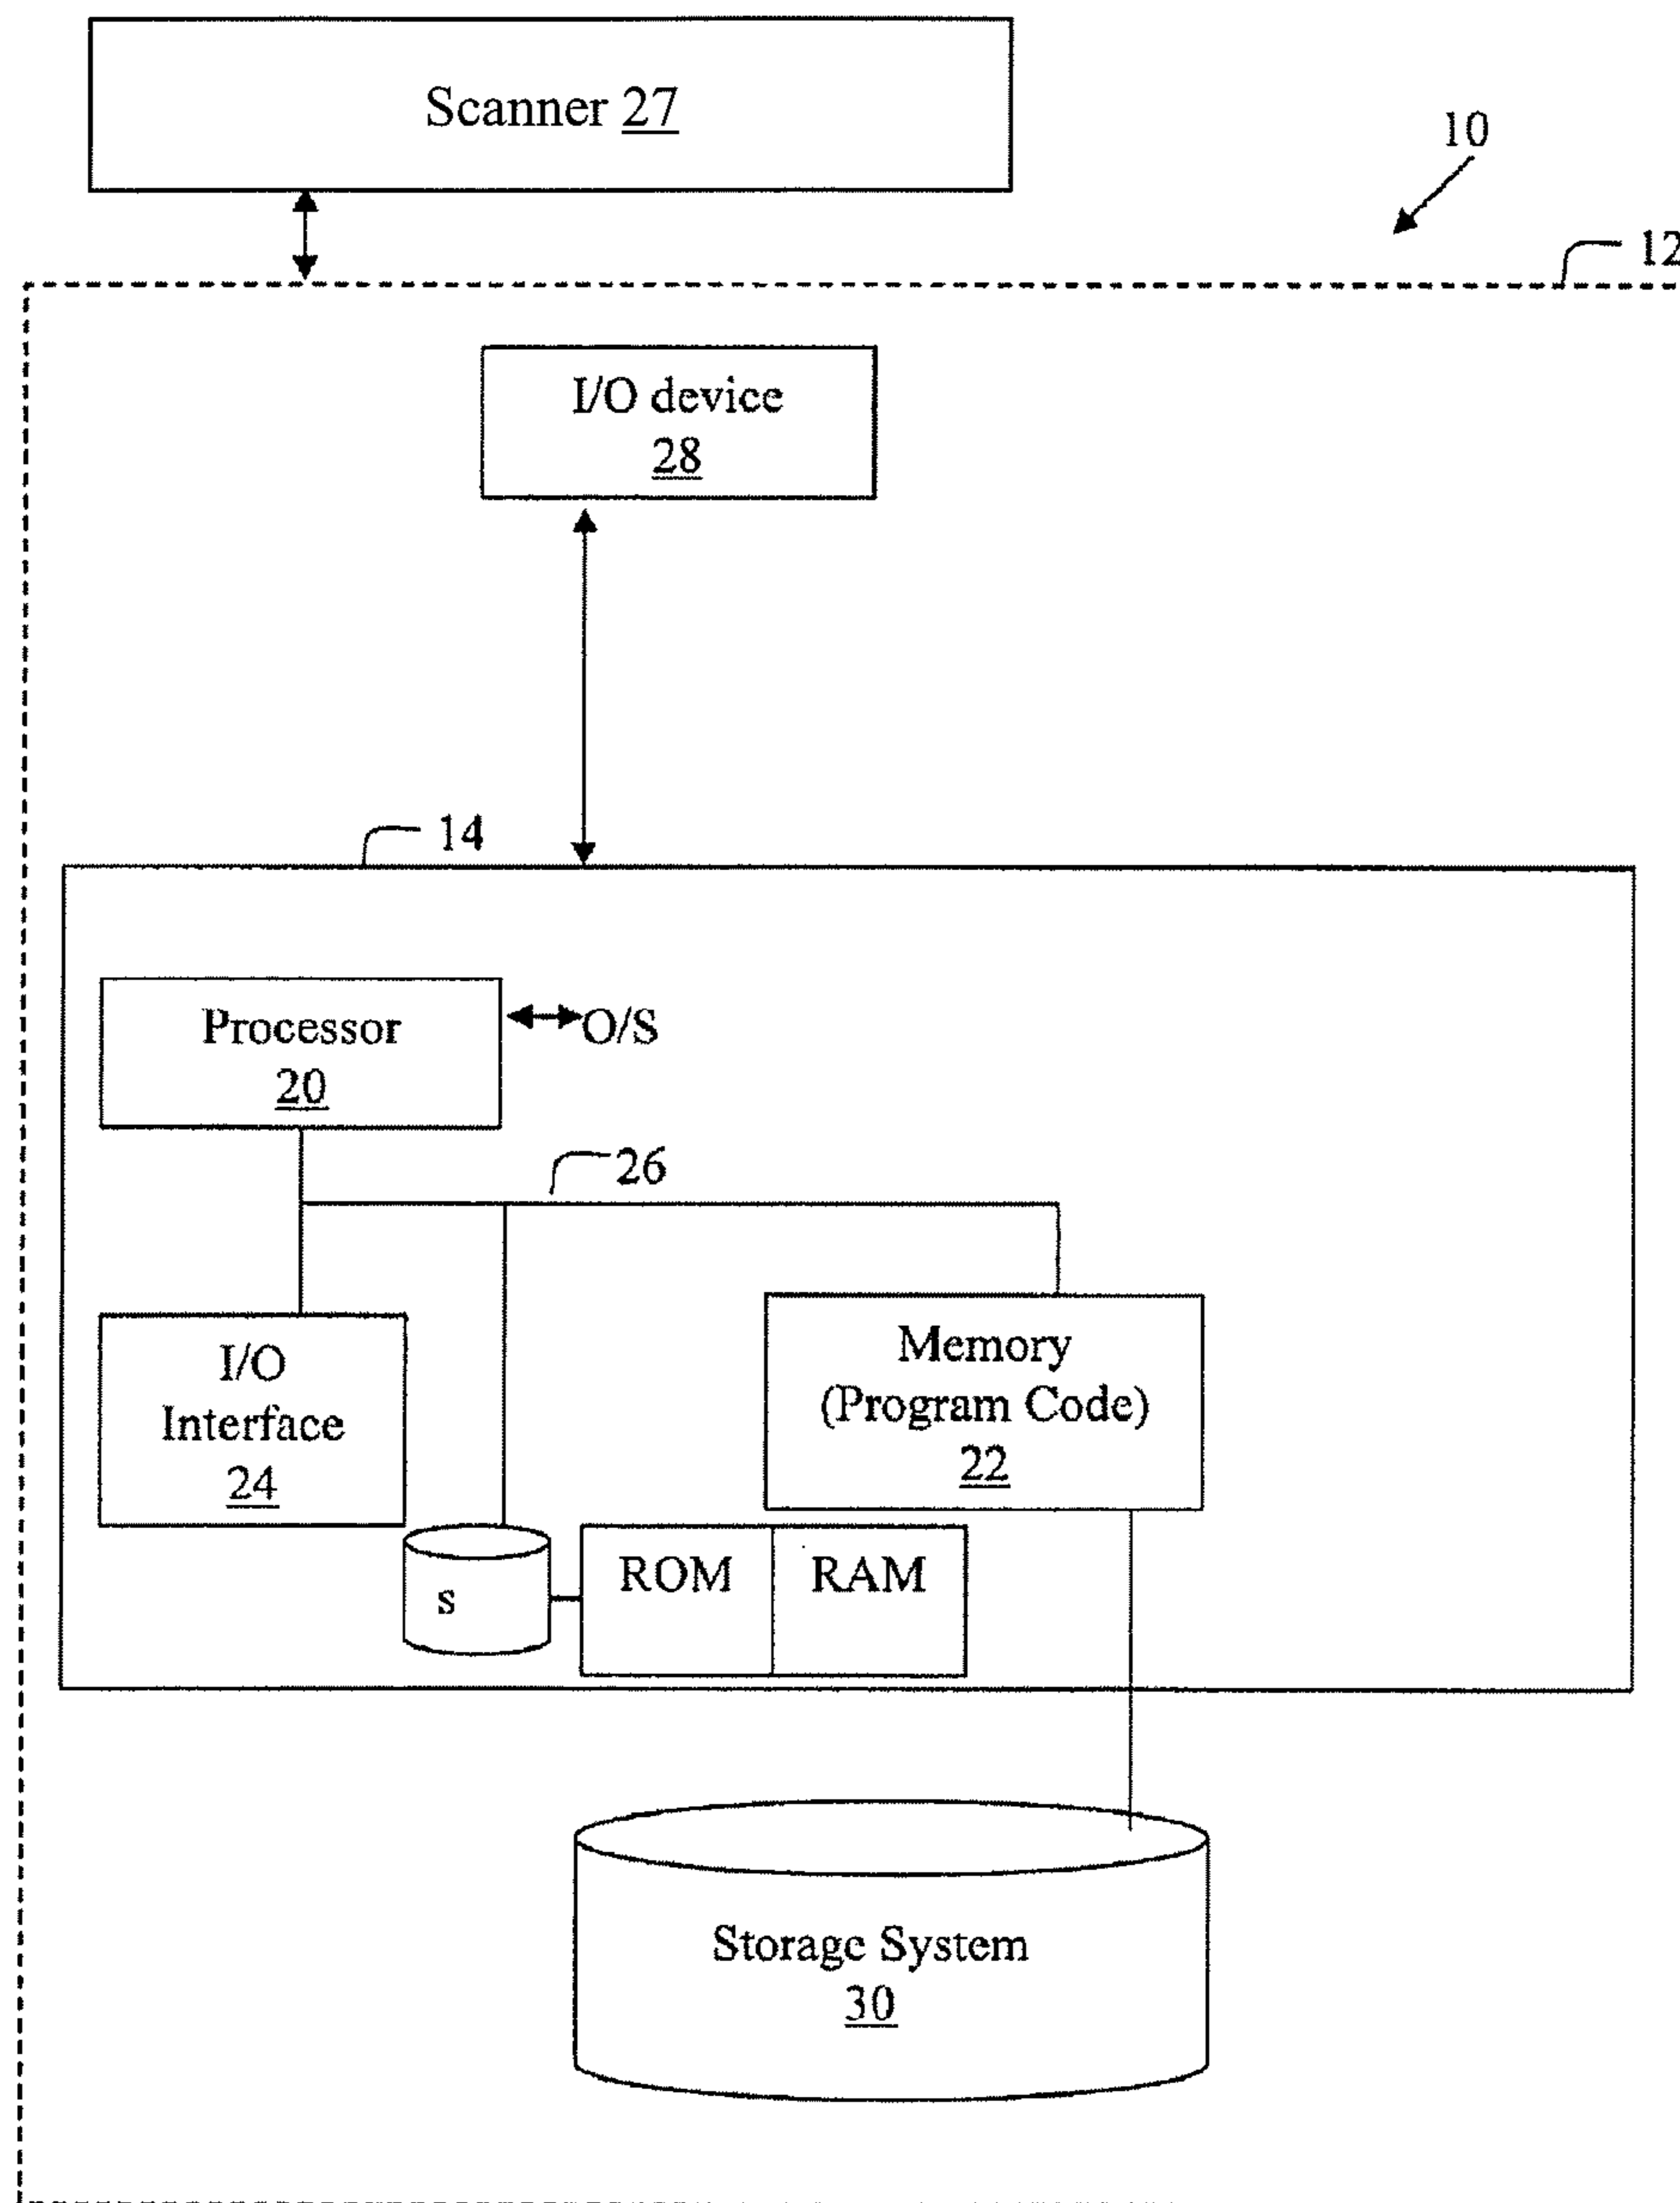 Scanner 27
10
12
I/O device
28
14
Processor
20
O/S
26
I/O
Interface
24
Memory
(Program Code)
22
s
ROM
RAM
Storage System
30